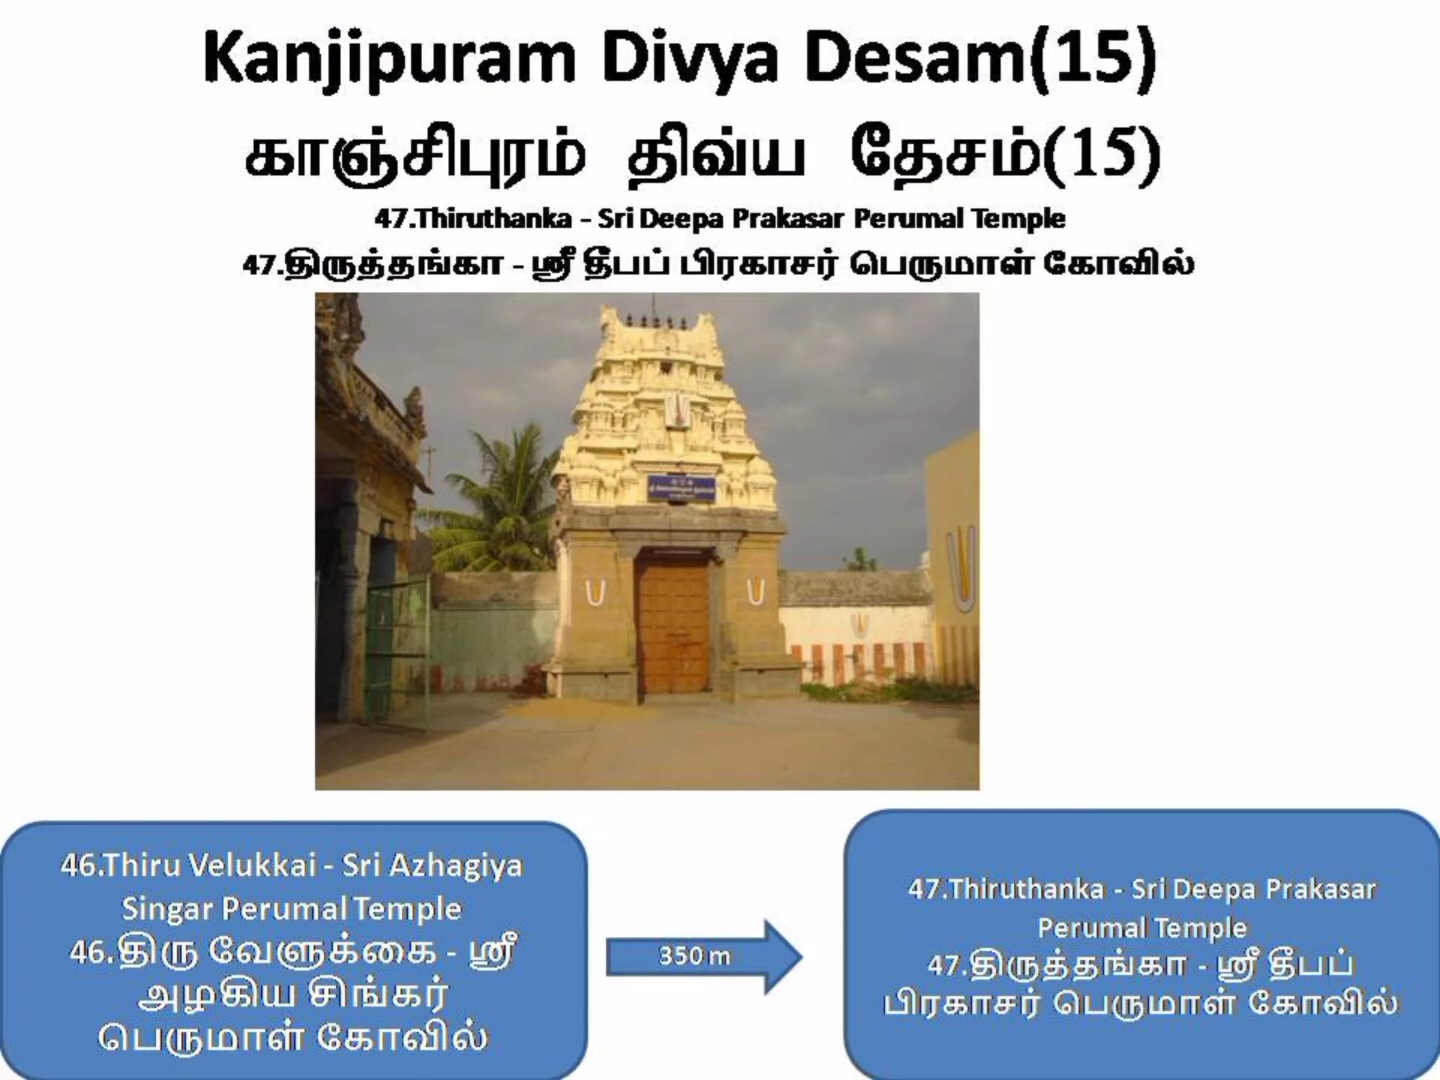 Kanjipuram Divya Desam(15)
காஞ்சிபுரம் திவ்ய தேசம்(15)
47.Thiruthanka - Sri Deepa Prakasar Perumal Temple
47.திருத்தங்கா - ஸ்ரீ தீபப் பிரகாசர் பெருமாள் கோவில்
46.Thiru Velukkai - Sri Azhagiya
Singar Perumal Temple
46.திரு வேளுக்கை - ஸ்ரீ
அழகிய சிங்கர்
பெருமாள் கோவில்
350 m
47.Thiruthanka - Sri Deepa Prakasar
Perumal Temple
47.திருத்தங்கா - ஸ்ரீ தீபப்
பிரகாசர் பெருமாள் கோவில்